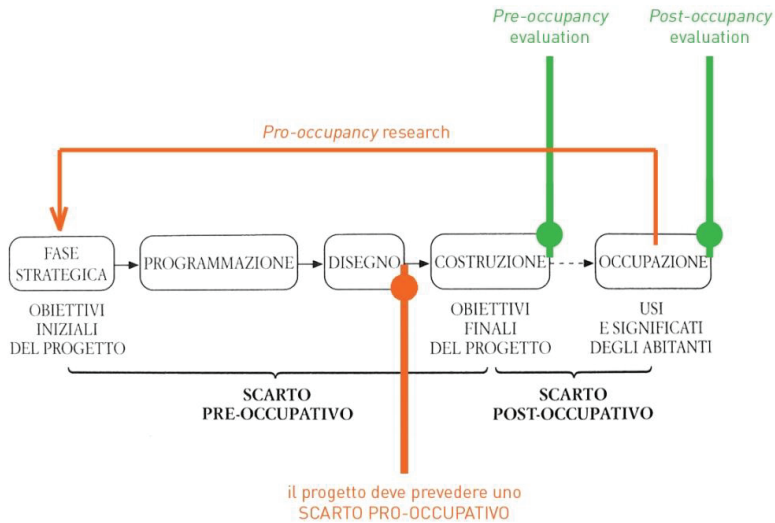 Pre-occupancy
evaluation
Post-occupancy
evaluation
Pro-occupancy research
FASE
STRATEGICA
PROGRAMMAZIONE
DISEGNO
COSTRUZIONE
OCCUPAZIONE
OBIETTIVI
INIZIALI
DEL PROGETTO
OBIETTIVI
FINALI
DEL PROGETTO
USI
E SIGNIFICATI
DEGLI ABITANTI
SCARTO
PRE-OCCUPATIVO
SCARTO
POST-OCCUPATIVO
il progetto deve prevedere uno
SCARTO PRO-OCCUPATIVO